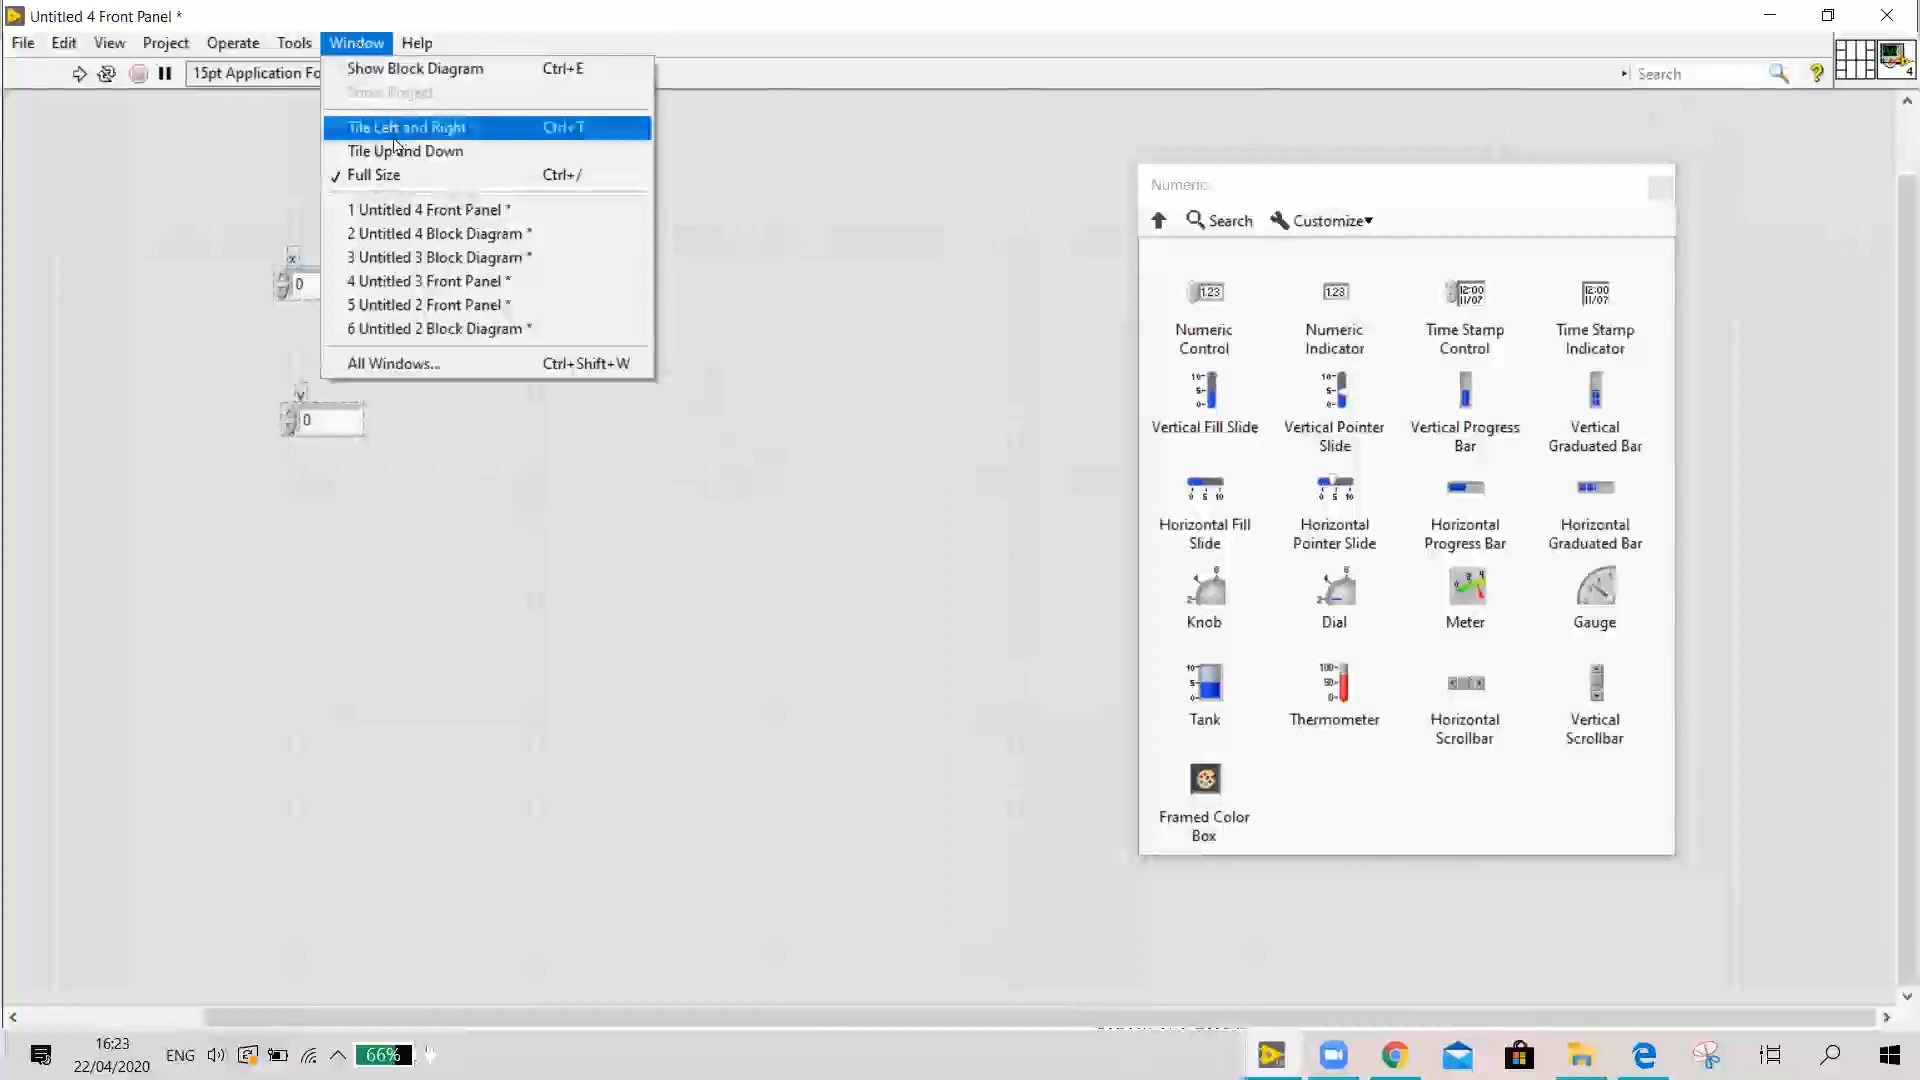 Untitled 4 Front Panel *
File Edit View Project Operate Tools Window Help
15pt Application Fo
Search
4
Show Block Diagram Ctrl+E
Show Project
Tile Left and Right Ctrl+T
Tile Up and Down
✓ Full Size Ctrl+/
1 Untitled 4 Front Panel *
2 Untitled 4 Block Diagram *
3 Untitled 3 Block Diagram *
4 Untitled 3 Front Panel *
5 Untitled 2 Front Panel *
6 Untitled 2 Block Diagram *
All Windows... Ctrl+Shift+W
x
0
y
0
Numeric
Search Customize
Numeric Control
Numeric Indicator
Time Stamp Control
Time Stamp Indicator
Vertical Fill Slide
Vertical Pointer Slide
Vertical Progress Bar
Vertical Graduated Bar
Horizontal Fill Slide
Horizontal Pointer Slide
Horizontal Progress Bar
Horizontal Graduated Bar
Knob
Dial
Meter
Gauge
Tank
Thermometer
Horizontal Scrollbar
Vertical Scrollbar
Framed Color Box
16:23
22/04/2020
ENG
66%